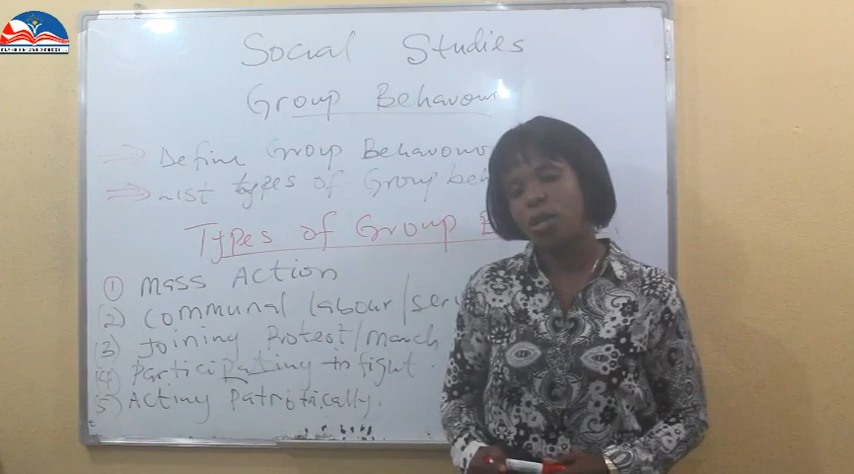 Social Studies
Group Behaviour
Define Group Behaviour
List types of Group beh
Types of Group B
① Mass Action
(2) Communal labour/serv
(3) Joining Protest/March
(4) Participating to fight.
(5) Acting Patriotically.